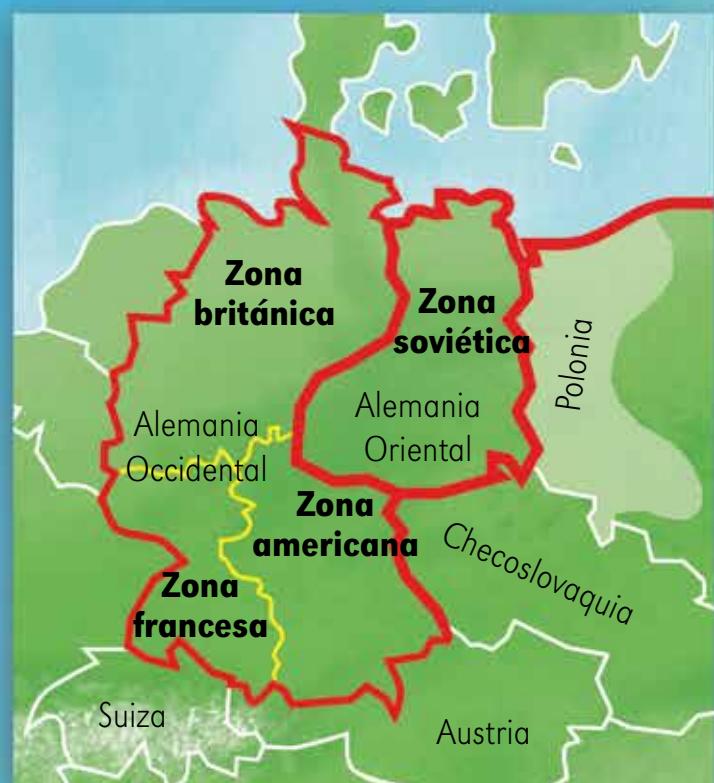 Zona
británica
Zona
soviética
Polonia
Alemania
Occidental
Alemania
Oriental
Zona
americana
Checoslovaquia
Zona
francesa
Suiza
Austria